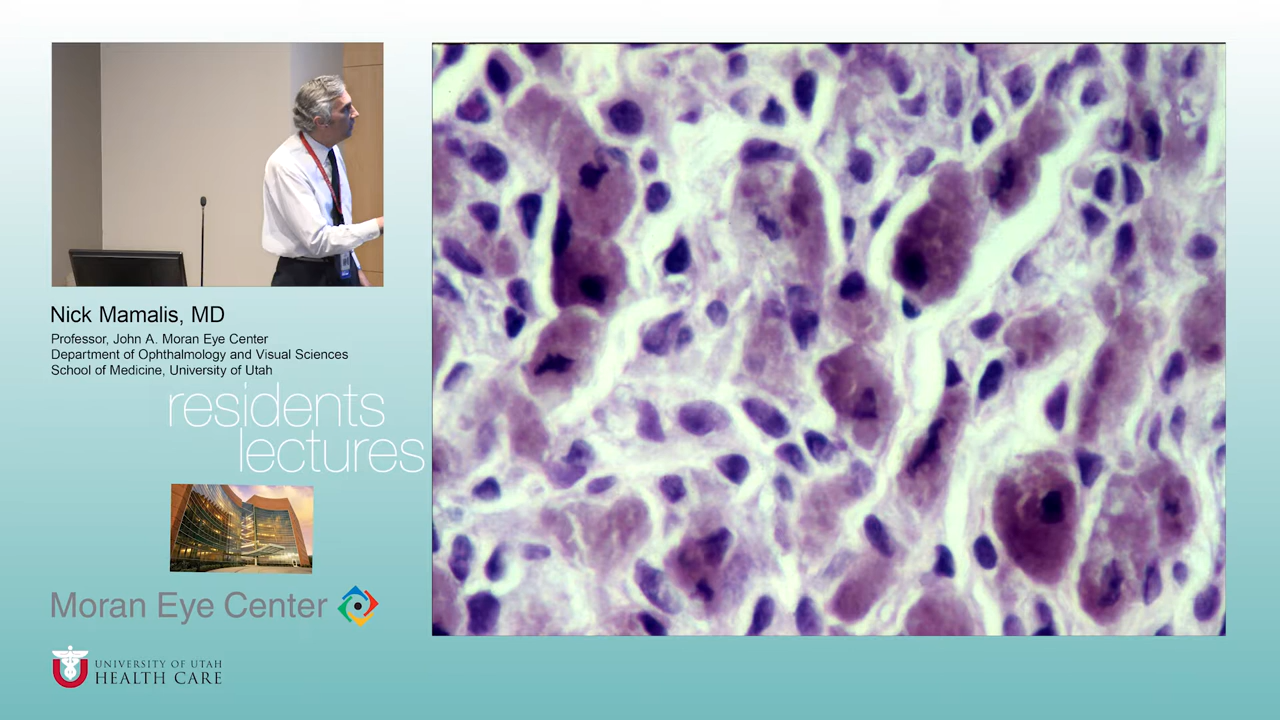 Nick Mamalis, MD
Professor, John A. Moran Eye Center
Department of Ophthalmology and Visual Sciences
School of Medicine, University of Utah
residents
lectures
Moran Eye Center
UNIVERSITY OF UTAH
HEALTH CARE